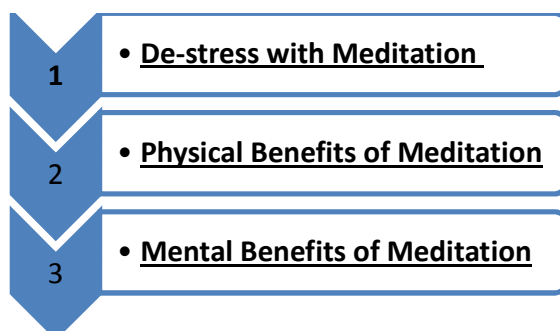 1
• De-stress with Meditation
2
• Physical Benefits of Meditation
3
• Mental Benefits of Meditation